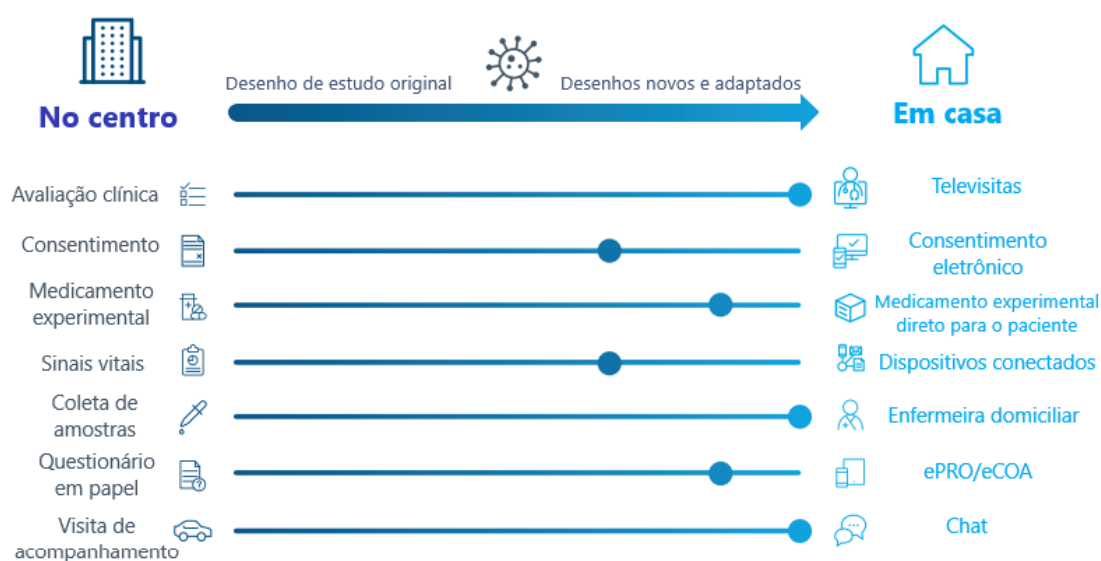 Desenho de estudo original
Desenhos novos e adaptados
No centro
Em casa
Avaliação clínica
Televisitas
Consentimento
Consentimento
eletrônico
Medicamento
experimental
Medicamento experimental
direto para o paciente
Sinais vitais
Dispositivos conectados
Coleta de
amostras
Enfermeira domiciliar
Questionário
em papel
ePRO/eCOA
Visita de
acompanhamento
Chat